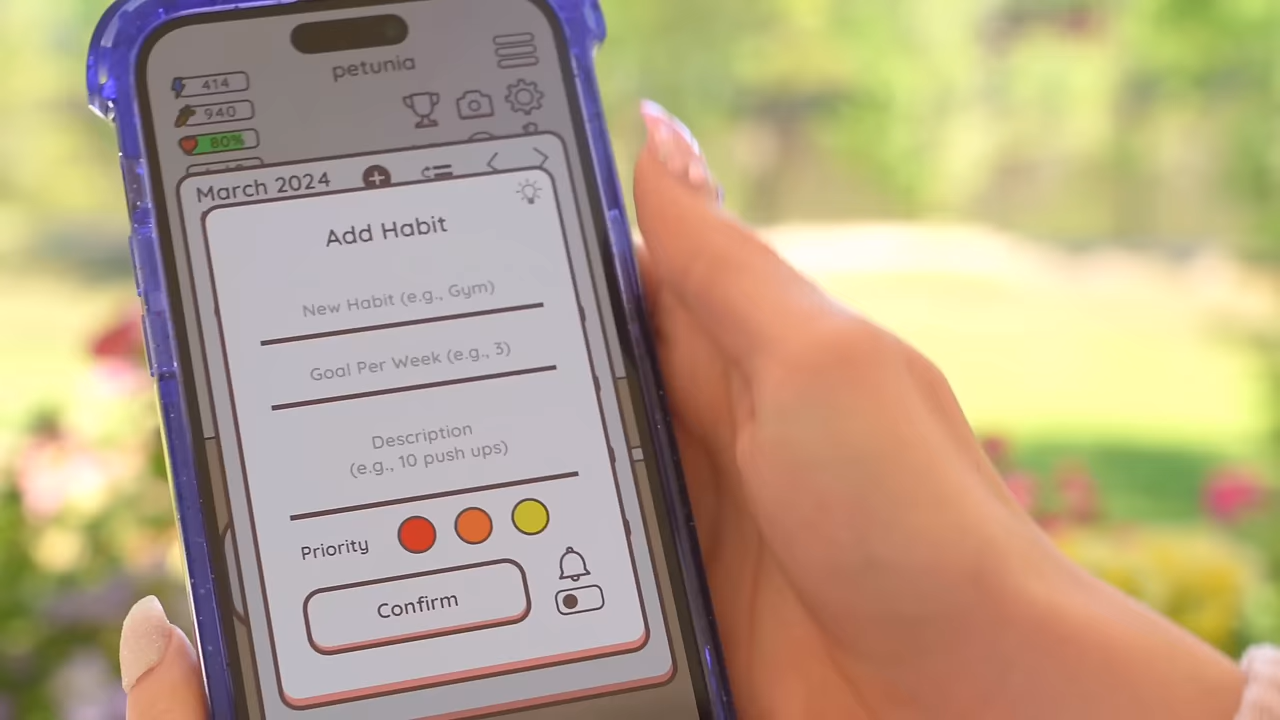 petunia
414
940
80%
March 2024
Add Habit
New Habit (e.g., Gym)
Goal Per Week (e.g., 3)
Description
(e.g., 10 push ups)
Priority
Confirm